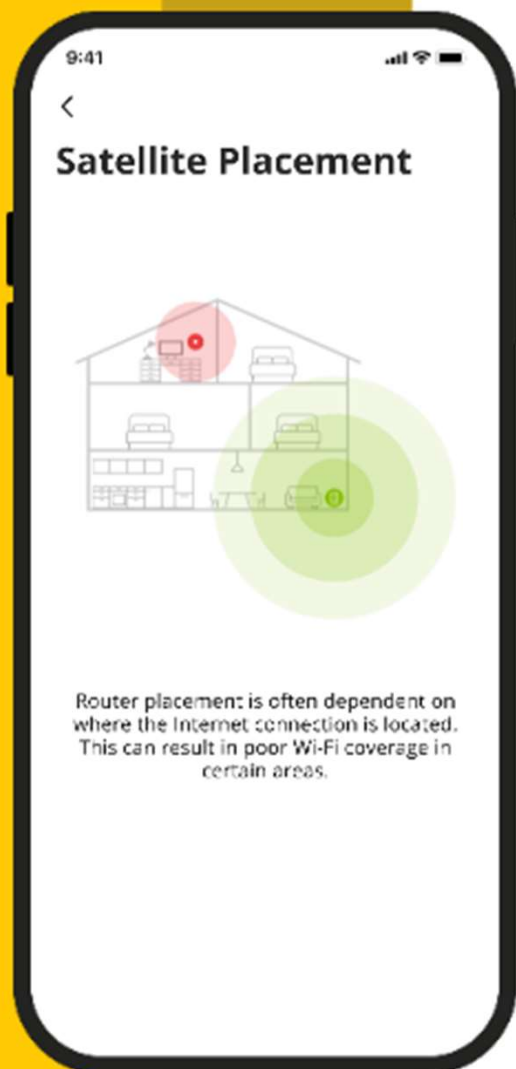 9:41
Satellite Placement
Router placement is often dependent on
where the Internet connection is located.
This can result in poor Wi-Fi coverage in
certain areas.